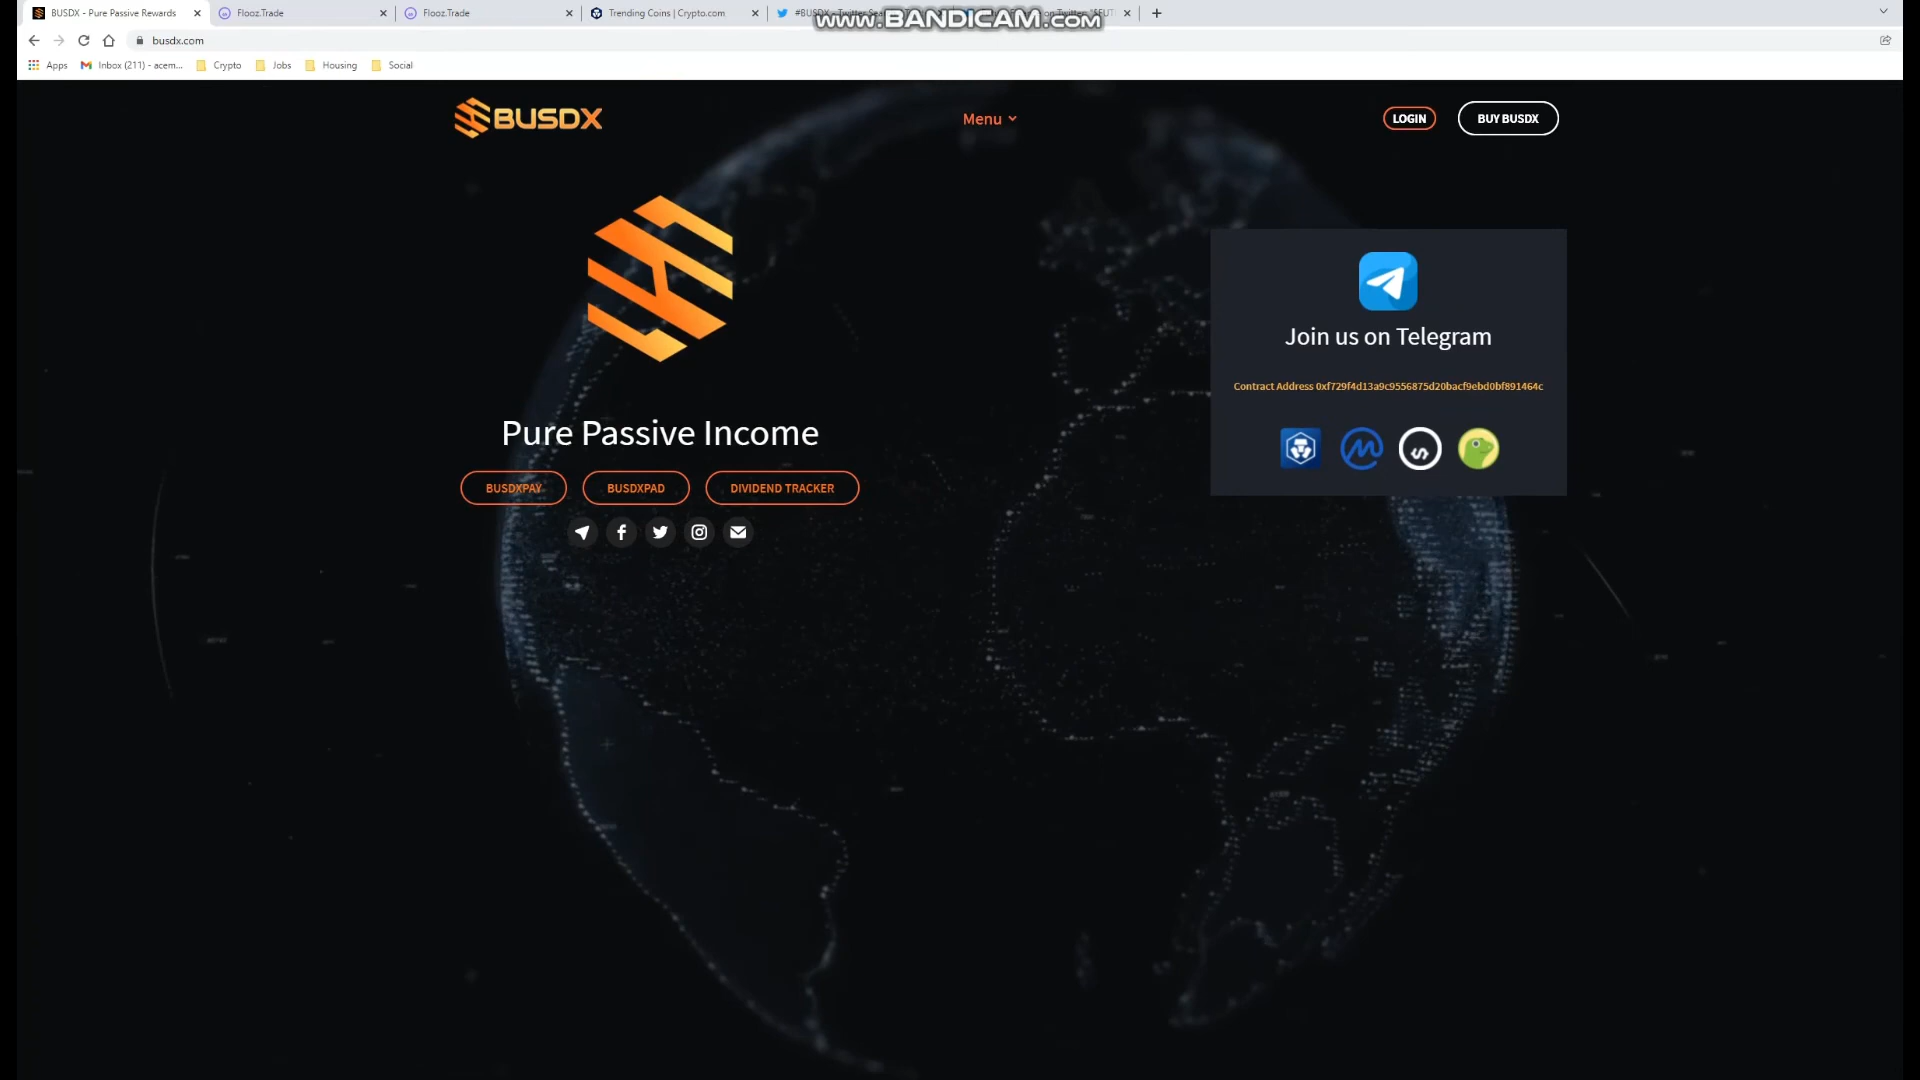 BUSDX - Pure Passive Rewards
Flooz.Trade
Flooz.Trade
Trending Coins | Crypto.com
www.BANDICAM.com
busdx.com
Apps
Inbox (211) - acem...
Crypto
Jobs
Housing
Social
BUSDX
Menu
LOGIN
BUY BUSDX
Join us on Telegram
Contract Address 0xf729f4d13a9c9556875d20bacf9ebd0bf891464c
Pure Passive Income
BUSDXPAY
BUSDXPAD
DIVIDEND TRACKER